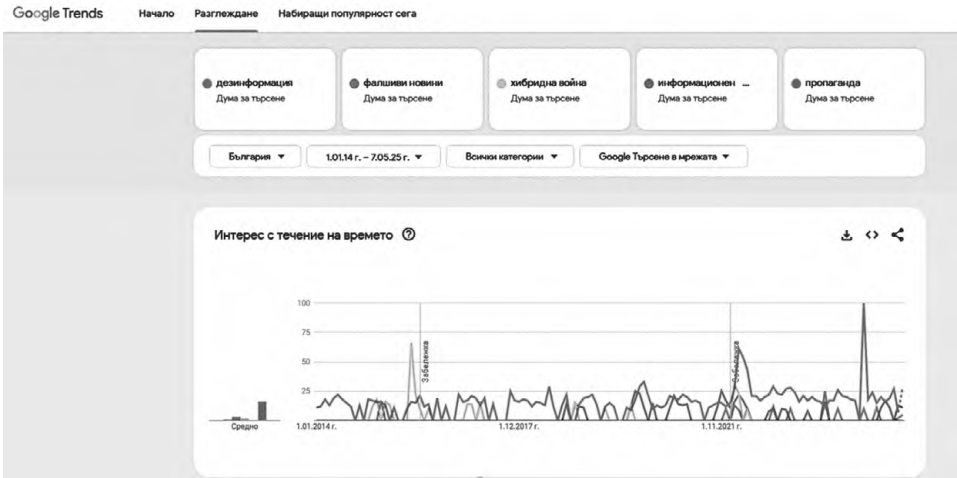 Google Trends Начало Разглеждане Набиращи популярност сега
дезинформация фалшиви новини хибридна война информационен ... пропаганда
Дума за търсене Дума за търсене Дума за търсене Дума за търсене Дума за търсене
България 1.01.14 г. – 7.05.25 г. Всички категории Google Търсене в мрежата
Интерес с течение на времето
100
75
50
25
Забележка
Забележка
Средно 1.01.2014 г. 1.12.2017 г. 1.11.2021 г.